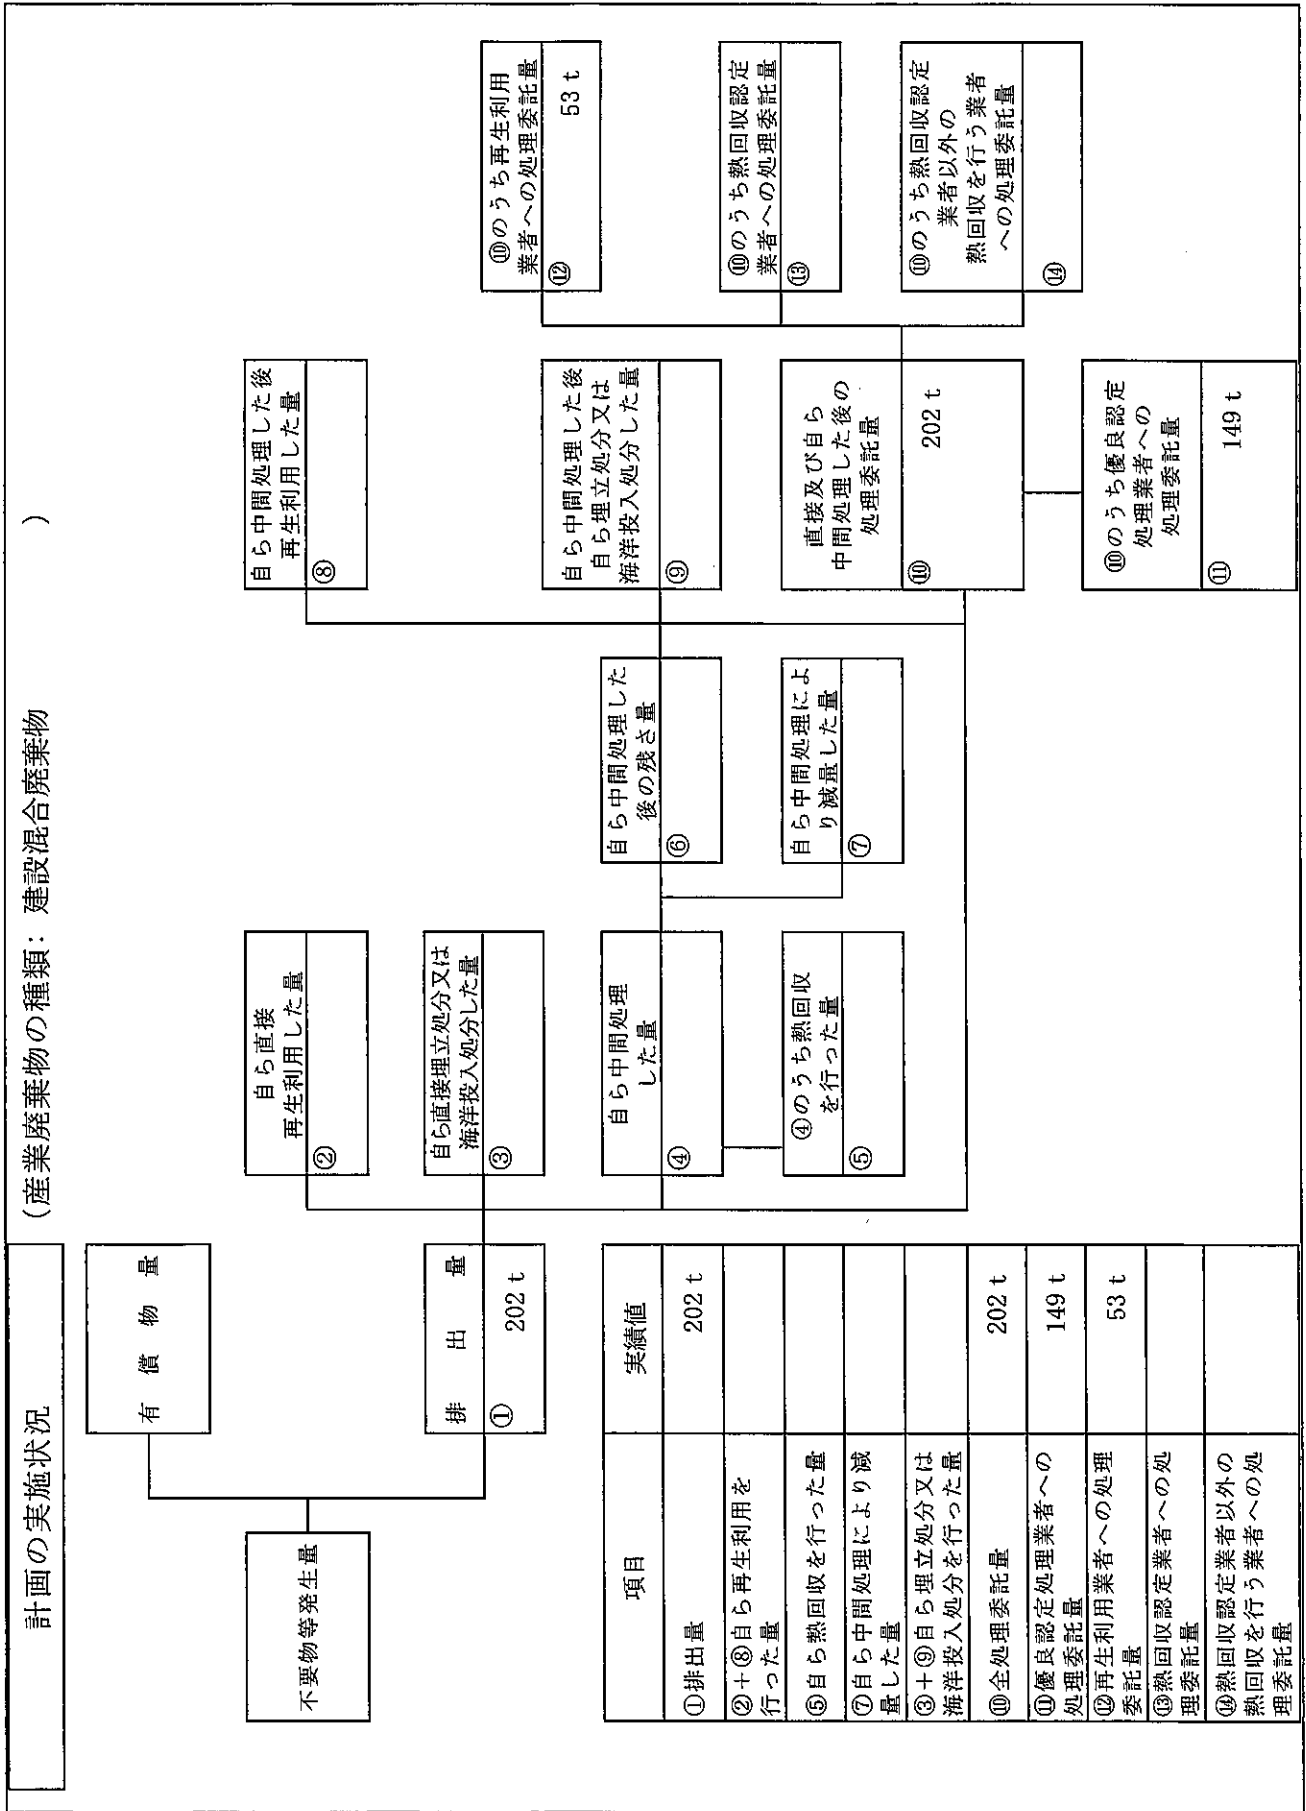 計画の実施状況
(産業廃棄物の種類：建設混合廃棄物　　　　)
有償物量
不要物等発生量
排出量
① 202 t
自ら直接
再生利用した量
②
自ら直接埋立処分又は
海洋投入処分した量
③
自ら中間処理
した量
④
④のうち熱回収
を行った量
⑤
自ら中間処理した
後の残さ量
⑥
自ら中間処理によ
り減量した量
⑦
自ら中間処理した後
再生利用した量
⑧
自ら中間処理した後
自ら埋立処分又は
海洋投入処分した量
⑨
直接及び自ら
中間処理した後の
処理委託量
⑩ 202 t
⑩のうち優良認定
処理業者への
処理委託量
⑪ 149 t
⑩のうち再生利用
業者への処理委託量
⑫ 53 t
⑩のうち熱回収認定
業者への処理委託量
⑬
⑩のうち熱回収認定
業者以外の
熱回収を行う業者
への処理委託量
⑭
項目 実績値
①排出量 202 t
②＋⑧自ら再生利用を
行った量
⑤自ら熱回収を行った量
⑦自ら中間処理により減
量した量
③＋⑨自ら埋立処分又は
海洋投入処分を行った量
⑩全処理委託量 202 t
⑪優良認定処理業者への
処理委託量 149 t
⑫再生利用業者への処理
委託量 53 t
⑬熱回収認定業者への処
理委託量
⑭熱回収認定業者以外の
熱回収を行う業者への処
理委託量